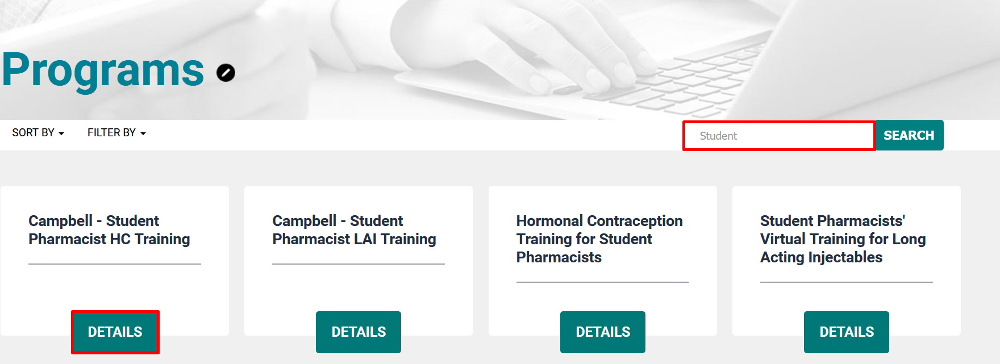 Programs
SORT BY
FILTER BY
Student
SEARCH
Campbell - Student
Pharmacist HC Training
DETAILS
Campbell - Student
Pharmacist LAI Training
DETAILS
Hormonal Contraception
Training for Student
Pharmacists
DETAILS
Student Pharmacists'
Virtual Training for Long
Acting Injectables
DETAILS